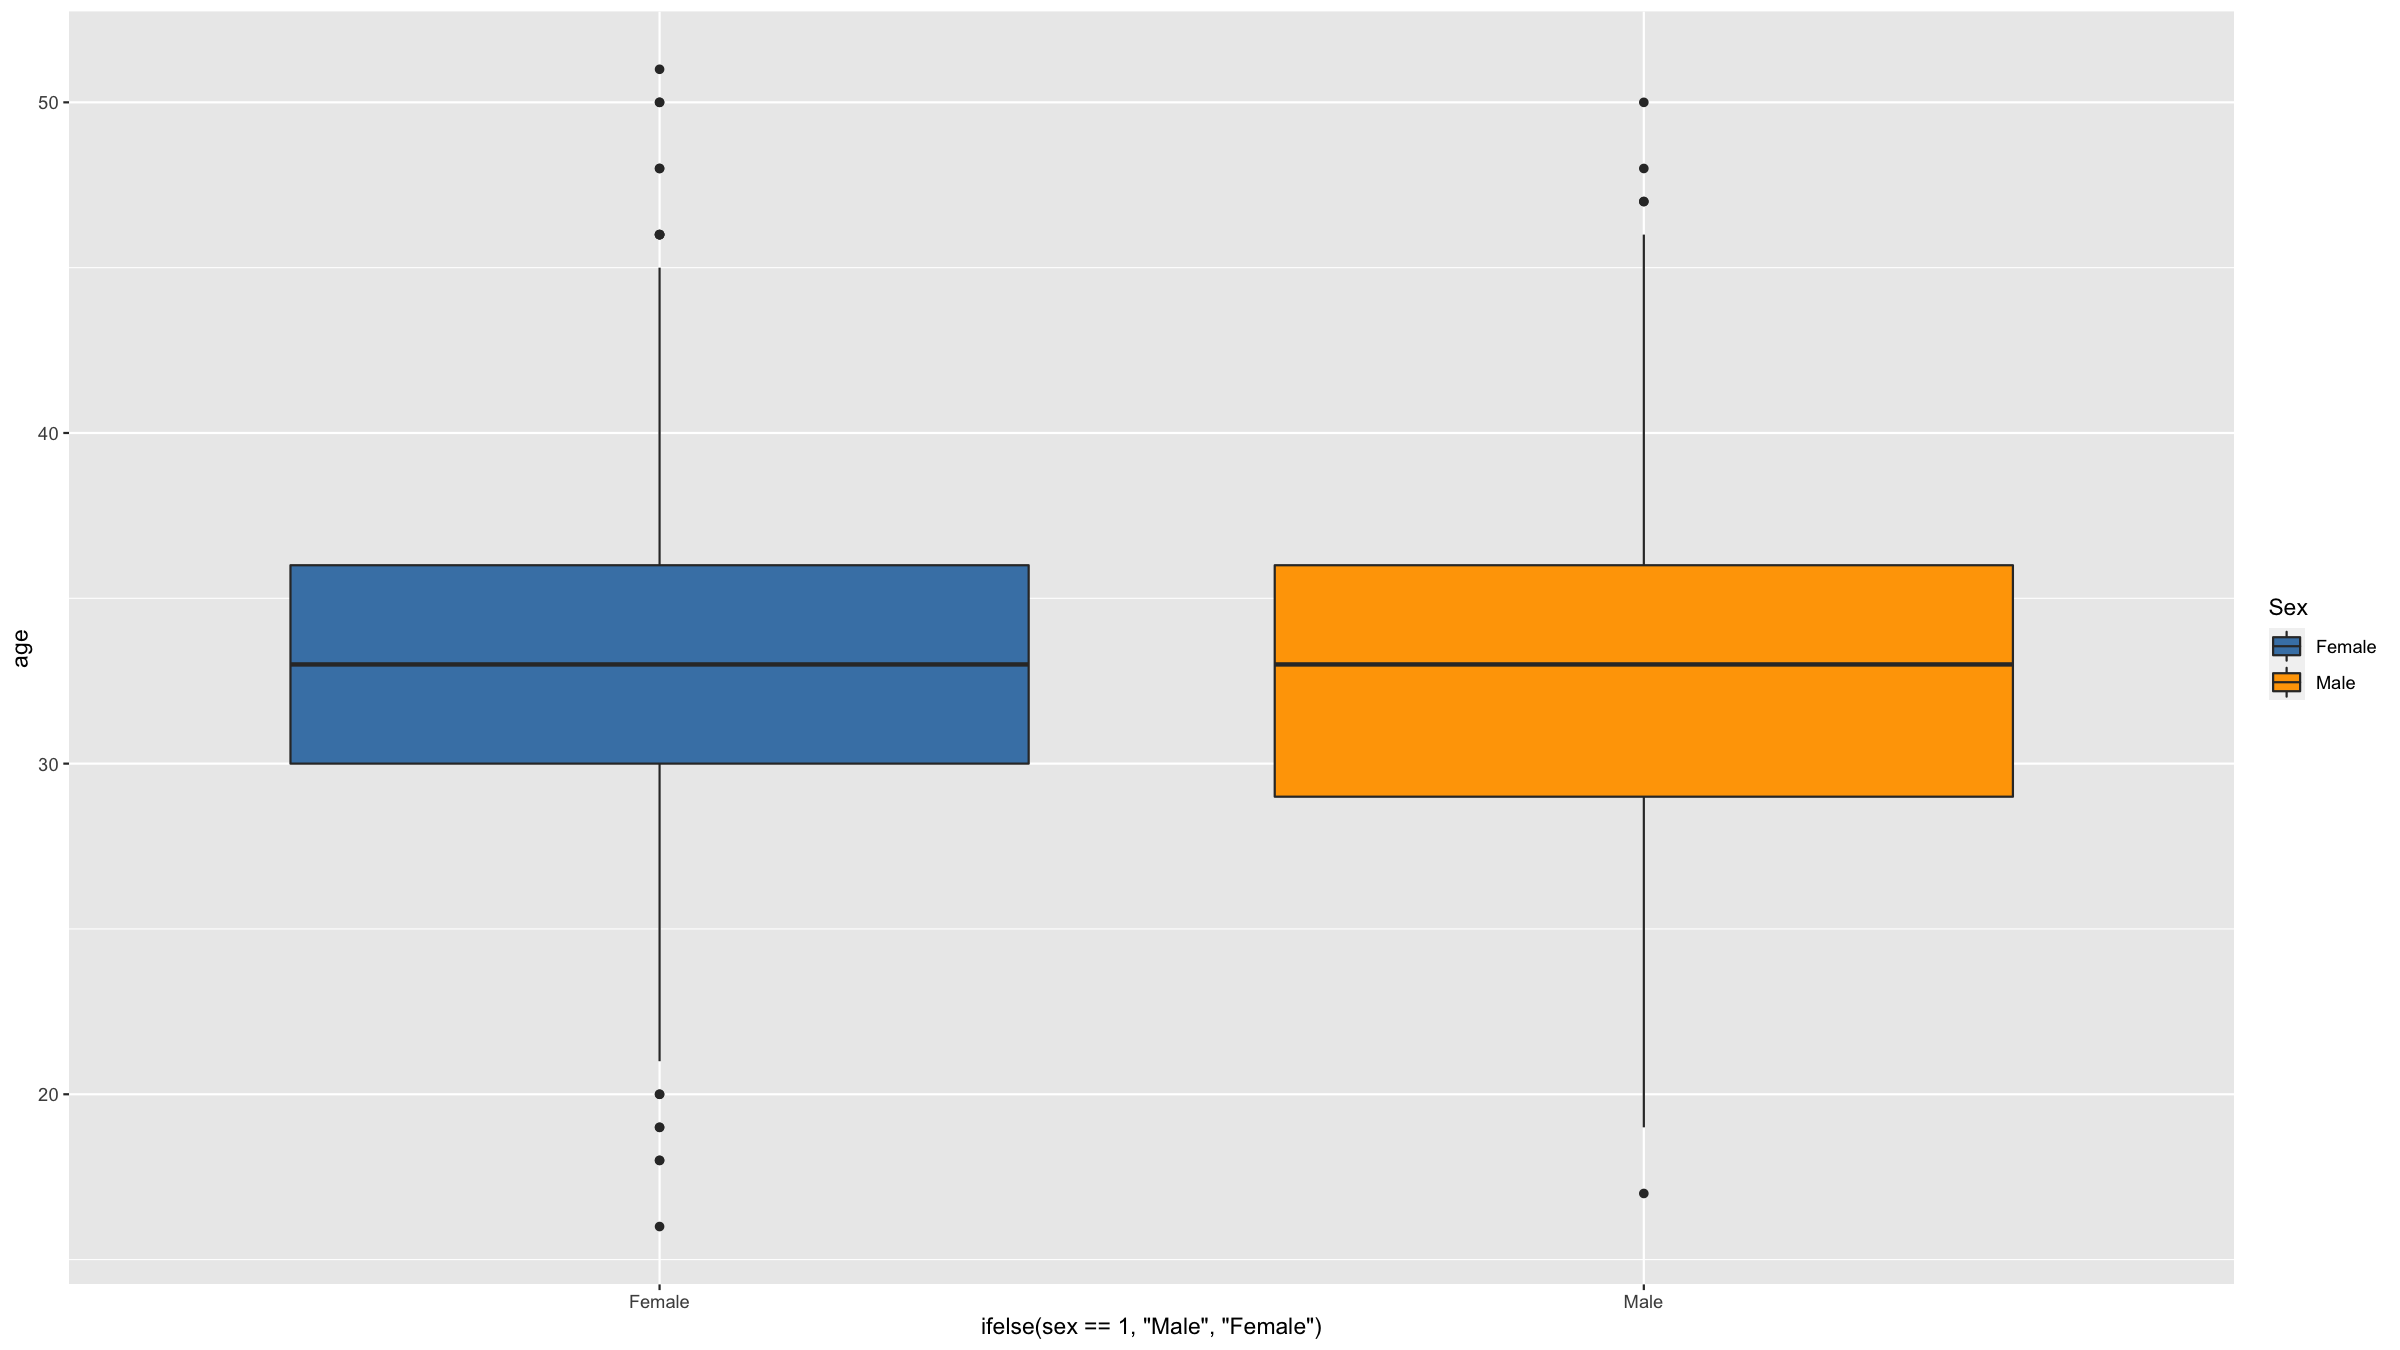 50
40
30
20
age
Female
Male
ifelse(sex == 1, "Male", "Female")
Sex
Female
Male